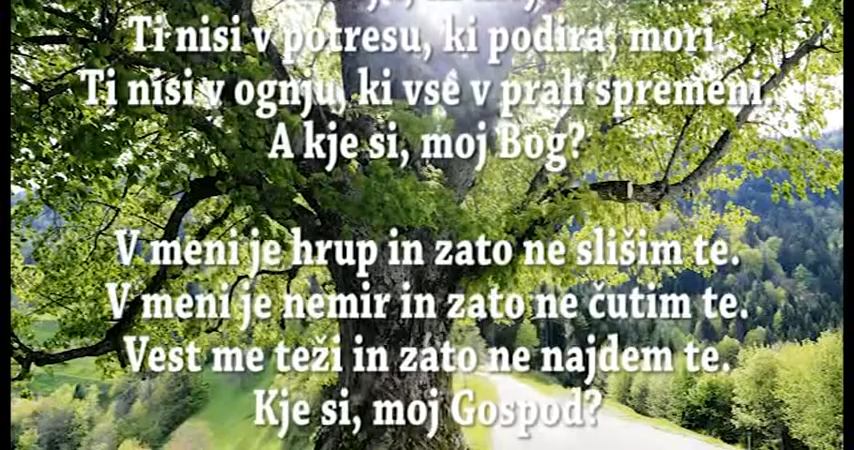 Ti nisi v potresu, ki podira, mori.
Ti nisi v ognju, ki vse v prah spremeni.
A kje si, moj Bog?
V meni je hrup in zato ne slišim te.
V meni je nemir in zato ne čutim te.
Vest me teži in zato ne najdem te.
Kje si, moj Gospod?